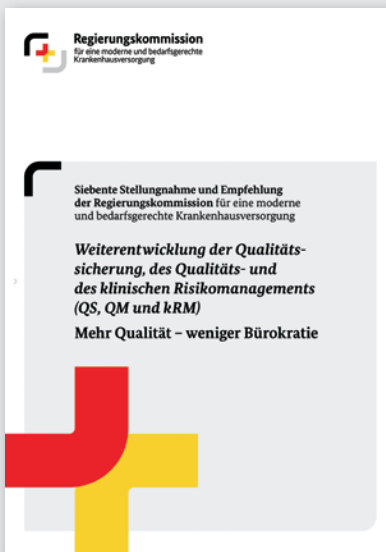 Regierungskommission
für eine moderne und bedarfsgerechte
Krankenhausversorgung
Siebente Stellungnahme und Empfehlung
der Regierungskommission für eine moderne
und bedarfsgerechte Krankenhausversorgung
Weiterentwicklung der Qualitäts-
sicherung, des Qualitäts- und
des klinischen Risikomanagements
(QS, QM und kRM)
Mehr Qualität – weniger Bürokratie